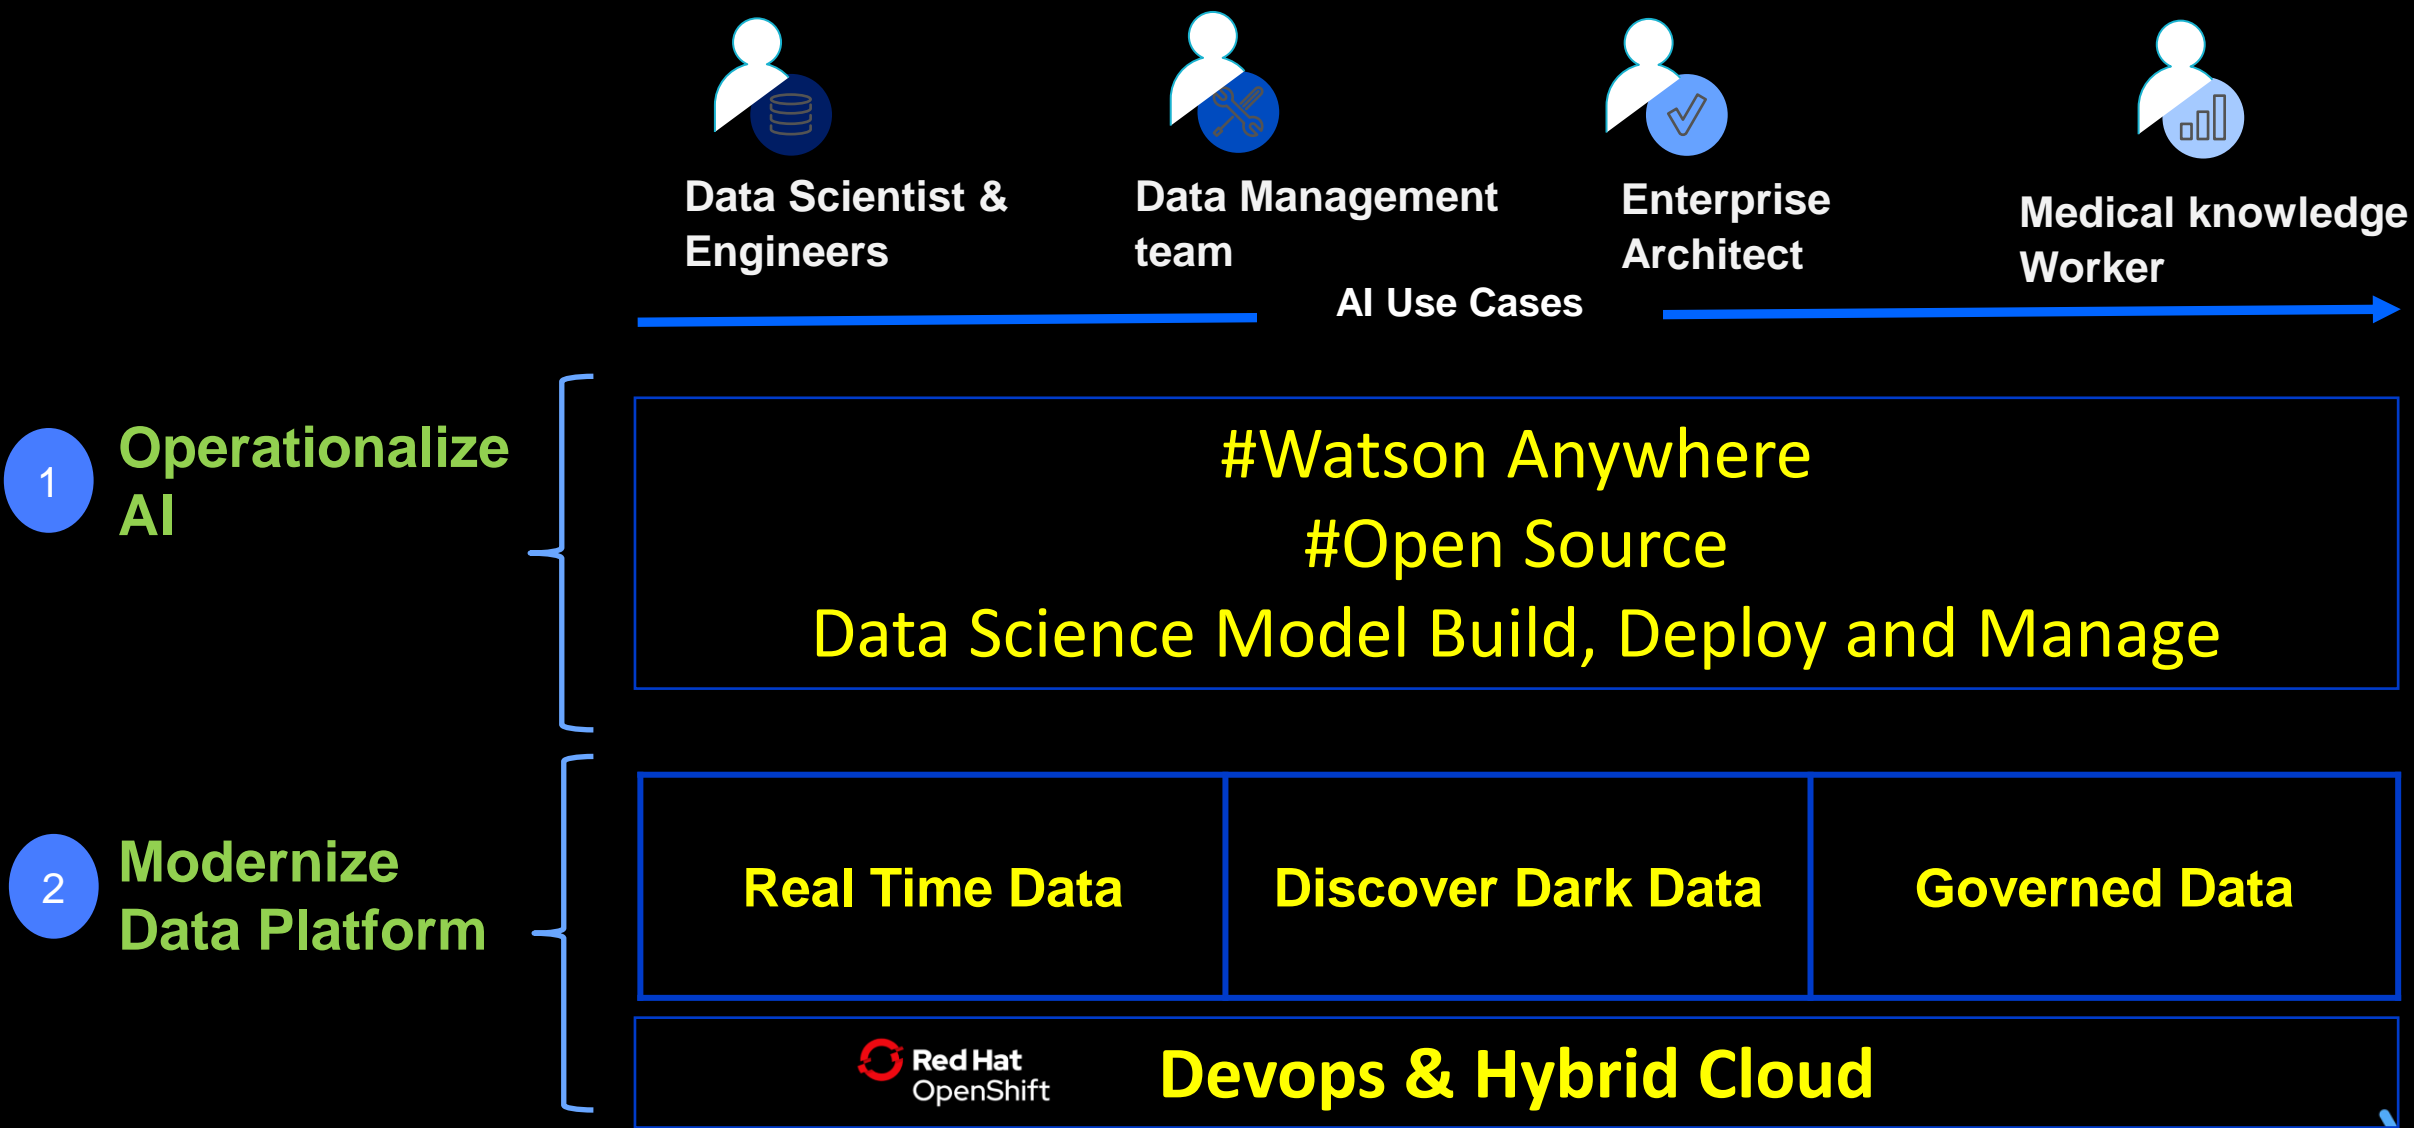 Data Scientist &
Engineers
Data Management
team
Enterprise
Architect
Medical knowledge
Worker
AI Use Cases
1
Operationalize
AI
#Watson Anywhere
#Open Source
Data Science Model Build, Deploy and Manage
2
Modernize
Data Platform
Real Time Data
Discover Dark Data
Governed Data
Red Hat
OpenShift
Devops & Hybrid Cloud